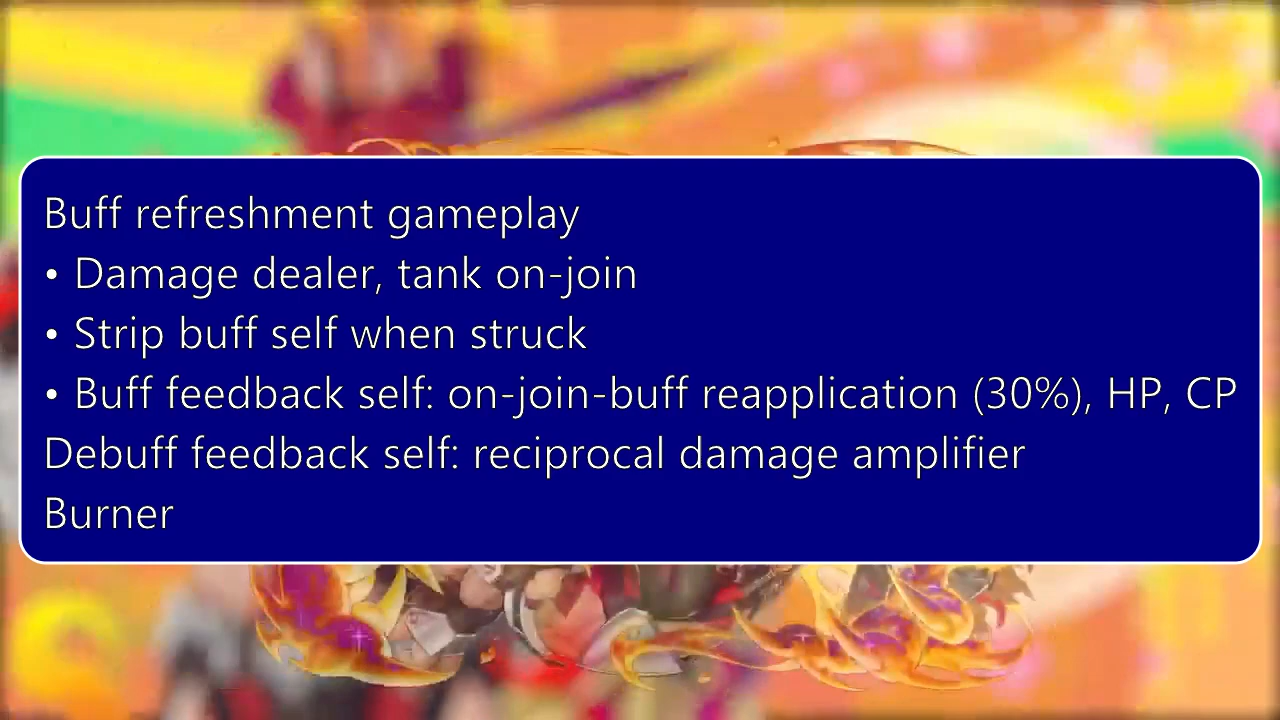 Buff refreshment gameplay
• Damage dealer, tank on-join
• Strip buff self when struck
• Buff feedback self: on-join-buff reapplication (30%), HP, CP
Debuff feedback self: reciprocal damage amplifier
Burner